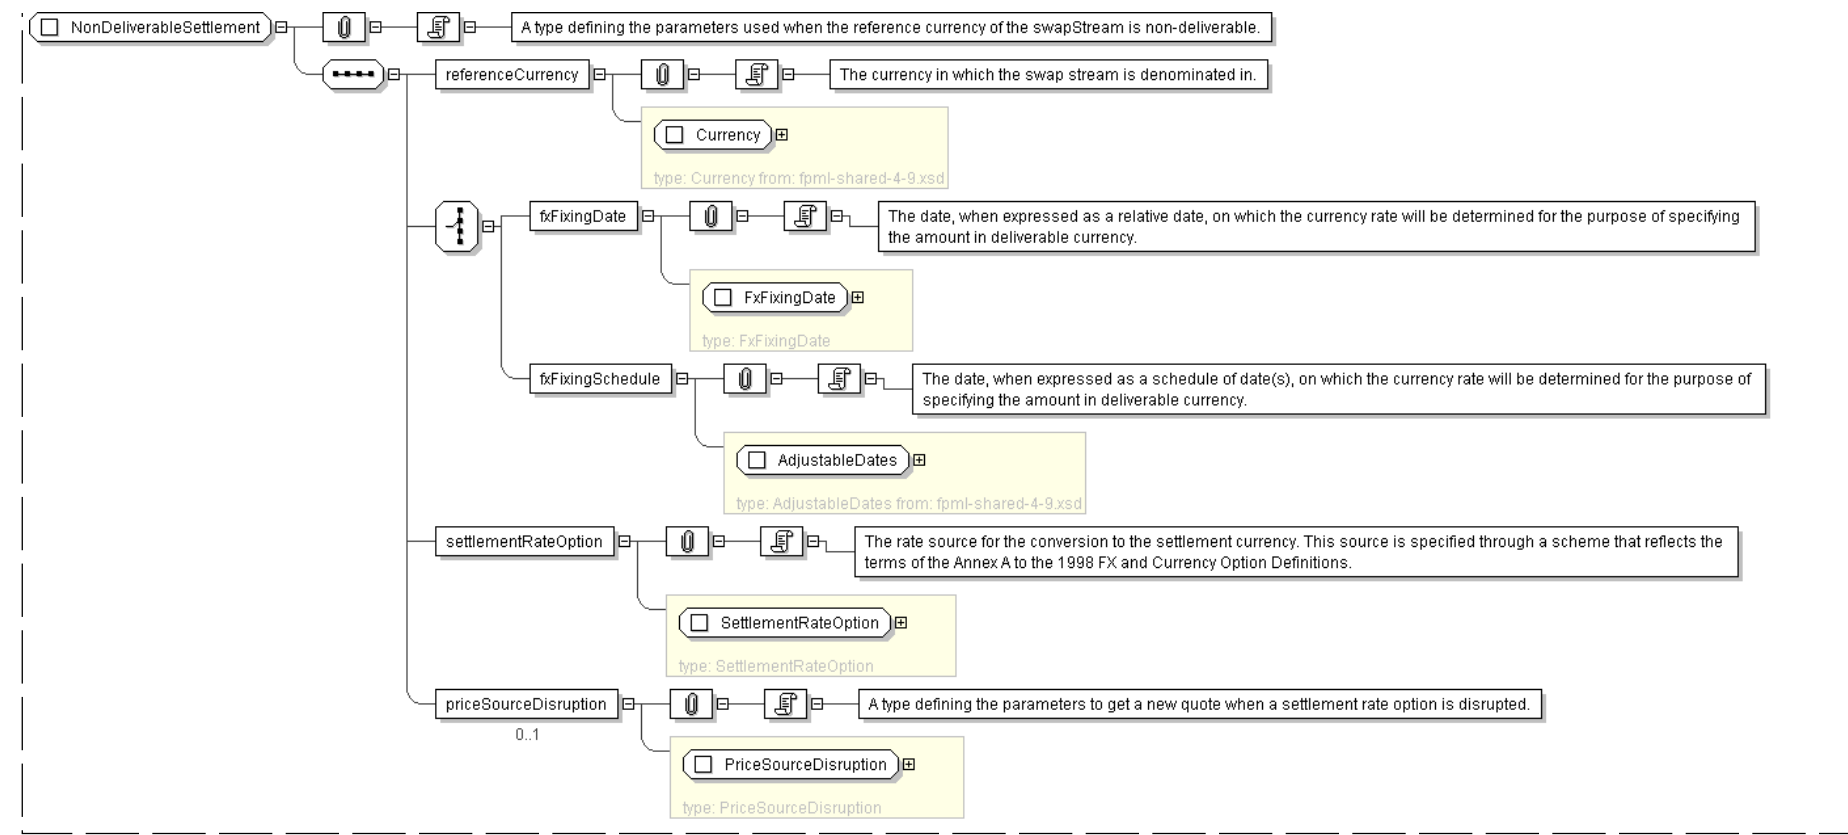 NonDeliverableSettlement
A type defining the parameters used when the reference currency of the swapStream is non-deliverable.
referenceCurrency
The currency in which the swap stream is denominated in.
Currency
type: Currency from: fpml-shared-4-9.xsd
fxFixingDate
The date, when expressed as a relative date, on which the currency rate will be determined for the purpose of specifying
the amount in deliverable currency.
FxFixingDate
type: FxFixingDate
fxFixingSchedule
The date, when expressed as a schedule of date(s), on which the currency rate will be determined for the purpose of
specifying the amount in deliverable currency.
AdjustableDates
type: AdjustableDates from: fpml-shared-4-9.xsd
settlementRateOption
The rate source for the conversion to the settlement currency. This source is specified through a scheme that reflects the
terms of the Annex A to the 1998 FX and Currency Option Definitions.
SettlementRateOption
type: SettlementRateOption
priceSourceDisruption
A type defining the parameters to get a new quote when a settlement rate option is disrupted.
0..1
PriceSourceDisruption
type: PriceSourceDisruption